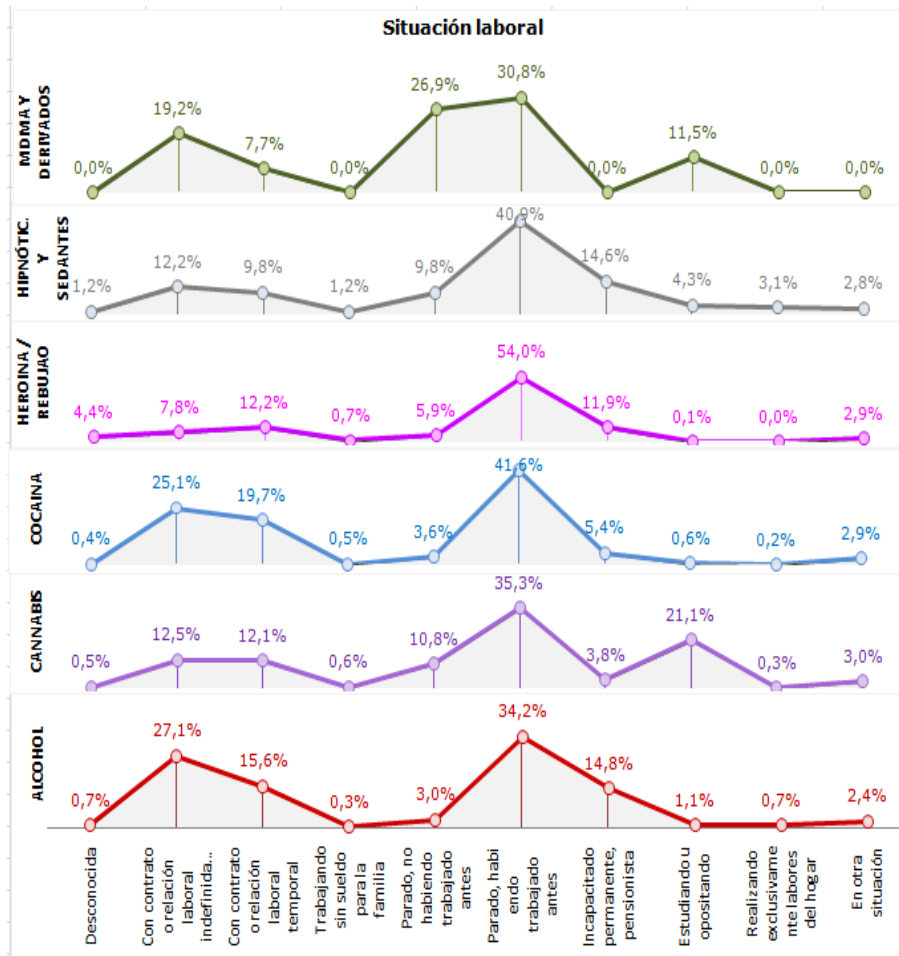 Situación laboral
MDMA Y
DERIVADOS
0,0%
19,2%
7,7%
0,0%
26,9%
30,8%
0,0%
11,5%
0,0%
0,0%
HIPNÓTIC.
Y
SEDANTES
1,2%
12,2%
9,8%
1,2%
9,8%
40,9%
14,6%
4,3%
3,1%
2,8%
HEROINA /
REBUJAO
4,4%
7,8%
12,2%
0,7%
5,9%
54,0%
11,9%
0,1%
0,0%
2,9%
COCAINA
0,4%
25,1%
19,7%
0,5%
3,6%
41,6%
5,4%
0,6%
0,2%
2,9%
CANNABIS
0,5%
12,5%
12,1%
0,6%
10,8%
35,3%
3,8%
21,1%
0,3%
3,0%
ALCOHOL
0,7%
27,1%
15,6%
0,3%
3,0%
34,2%
14,8%
1,1%
0,7%
2,4%
Desconocida
Con contrato
o relación
laboral
indefinida...
Con contrato
o relación
laboral
temporal
Trabajando
sin sueldo
para la
familia
Parado, no
habiendo
trabajado
antes
Parado, habi
endo
trabajado
antes
Incapacitado
permanente,
pensionista
Estudiando u
opositando
Realizando
exclusivame
nte labores
del hogar
En otra
situación